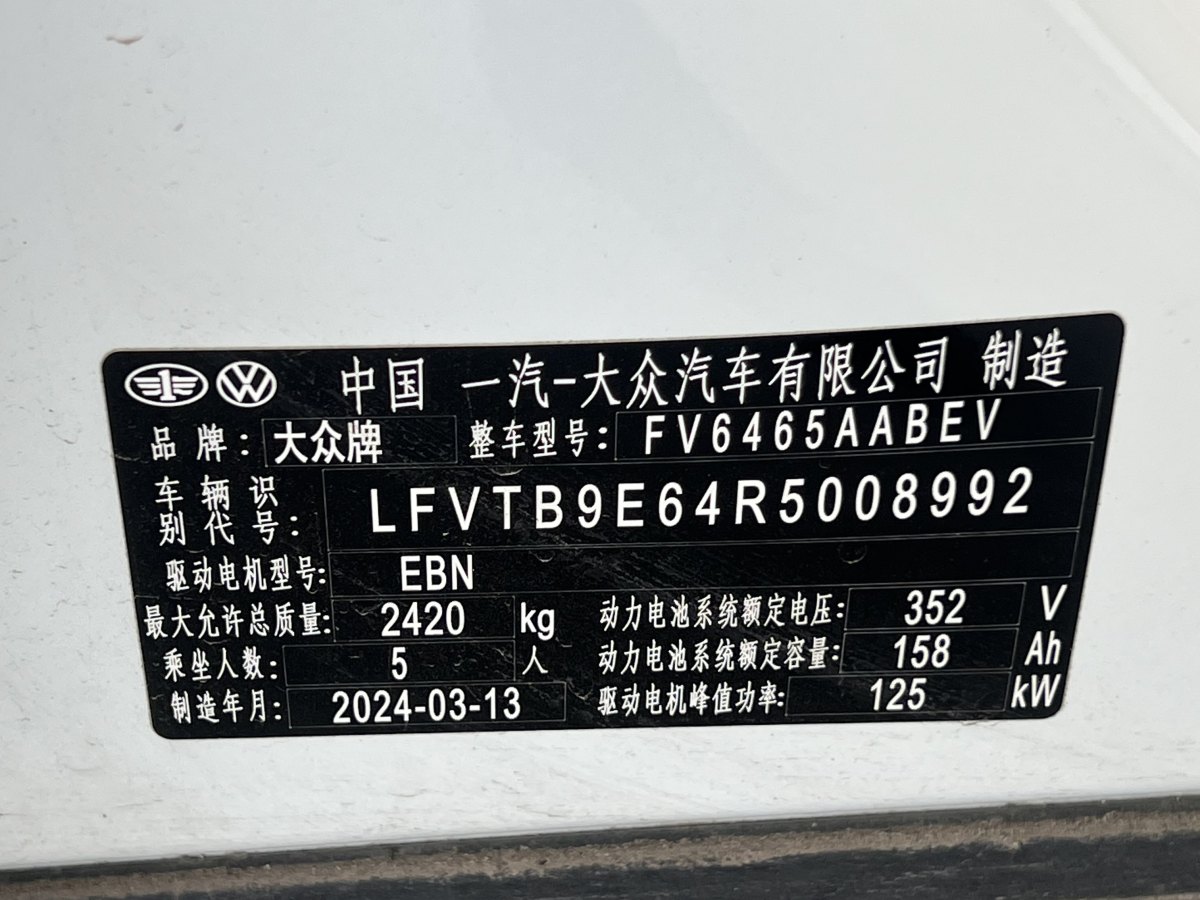 中国 一汽-大众汽车有限公司 制造
品牌: 大众牌 整车型号: FV6465AABEV
车辆识
别代号: LFVTB9E64R5008992
驱动电机型号: EBN
最大允许总质量: 2420 kg 动力电池系统额定电压: 352 V
乘坐人数: 5 人 动力电池系统额定容量: 158 Ah
制造年月: 2024-03-13 驱动电机峰值功率: 125 kW